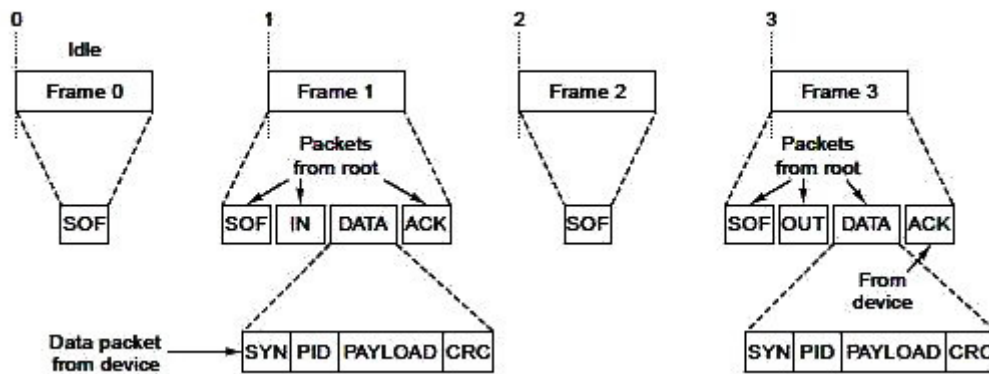 0 1 2 3
Idle
Frame 0 Frame 1 Frame 2 Frame 3
Packets from root Packets from root
SOF SOF IN DATA ACK SOF SOF OUT DATA ACK
From device
Data packet from device
SYN PID PAYLOAD CRC SYN PID PAYLOAD CRC